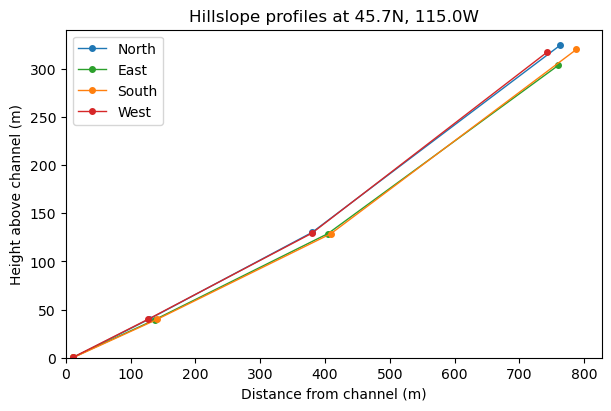 Hillslope profiles at 45.7N, 115.0W
North
East
South
West
Height above channel (m)
300
250
200
150
100
50
0
0 100 200 300 400 500 600 700 800
Distance from channel (m)